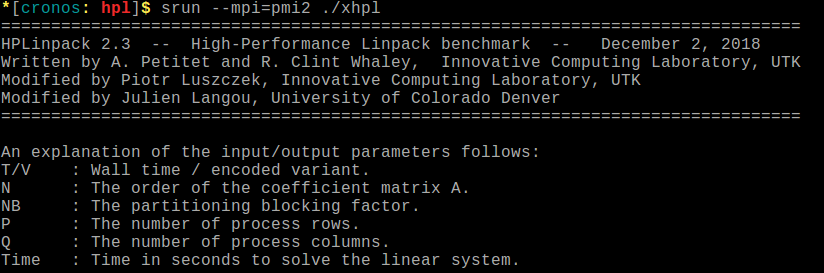 *[cronos: hpl]$ srun --mpi=pmi2 ./xhpl
================================================================================
HPLinpack 2.3  --  High-Performance Linpack benchmark  --   December 2, 2018
Written by A. Petitet and R. Clint Whaley,  Innovative Computing Laboratory, UTK
Modified by Piotr Luszczek, Innovative Computing Laboratory, UTK
Modified by Julien Langou, University of Colorado Denver
================================================================================
An explanation of the input/output parameters follows:
T/V    : Wall time / encoded variant.
N      : The order of the coefficient matrix A.
NB     : The partitioning blocking factor.
P      : The number of process rows.
Q      : The number of process columns.
Time   : Time in seconds to solve the linear system.